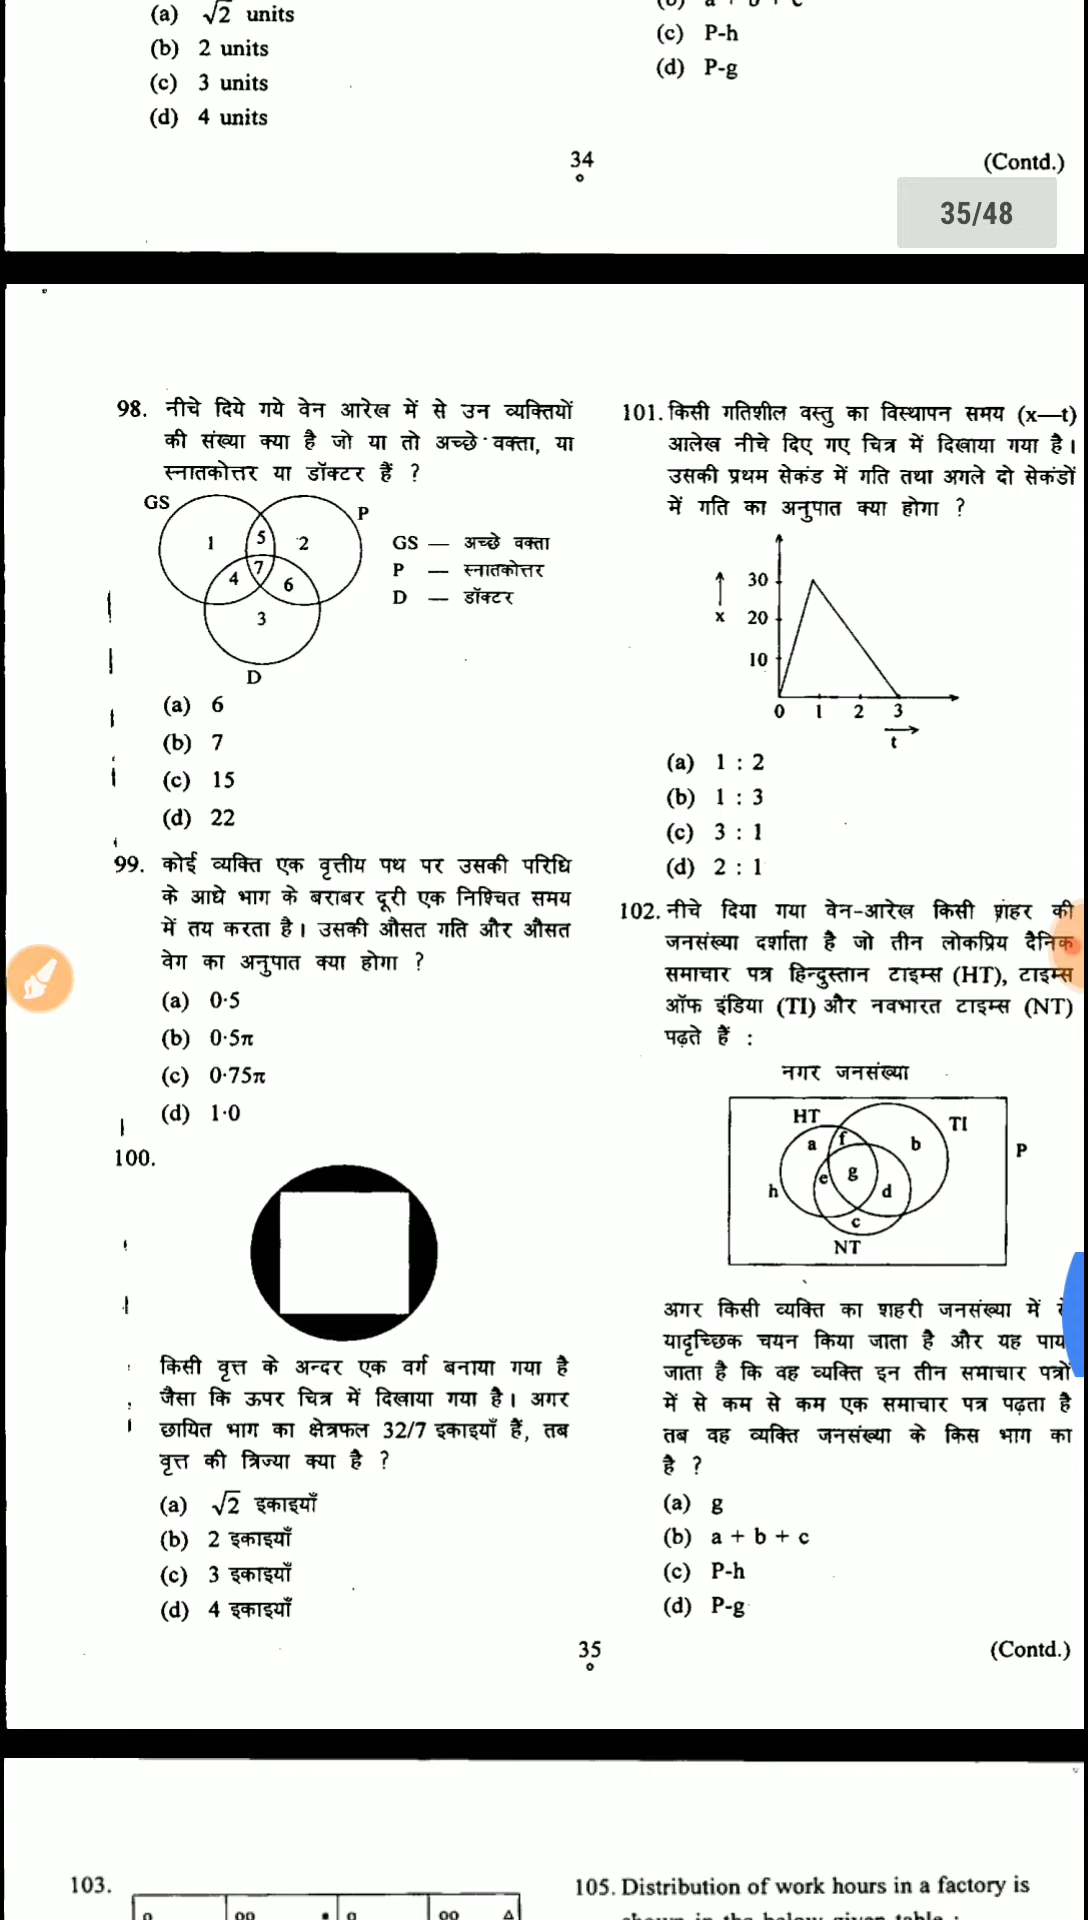 (a) √2 units
(b) 2 units
(c) 3 units
(d) 4 units
(c) P-h
(d) P-g
34
(Contd.)
35/48
98. नीचे दिये गये वेन आरेख में से उन व्यक्तियों
की संख्या क्या है जो या तो अच्छे वक्ता, या
स्नातकोत्तर या डॉक्टर हैं ?
GS
P
1
5
2
4
7
6
3
D
GS — अच्छे वक्ता
P — स्नातकोत्तर
D — डॉक्टर
(a) 6
(b) 7
(c) 15
(d) 22
99. कोई व्यक्ति एक वृत्तीय पथ पर उसकी परिधि
के आधे भाग के बराबर दूरी एक निश्चित समय
में तय करता है। उसकी औसत गति और औसत
वेग का अनुपात क्या होगा ?
(a) 0·5
(b) 0·5π
(c) 0·75π
(d) 1·0
100.
किसी वृत्त के अन्दर एक वर्ग बनाया गया है
जैसा कि ऊपर चित्र में दिखाया गया है। अगर
छायित भाग का क्षेत्रफल 32/7 इकाइयाँ हैं, तब
वृत्त की त्रिज्या क्या है ?
(a) √2 इकाइयाँ
(b) 2 इकाइयाँ
(c) 3 इकाइयाँ
(d) 4 इकाइयाँ
101. किसी गतिशील वस्तु का विस्थापन समय (x—t)
आलेख नीचे दिए गए चित्र में दिखाया गया है।
उसकी प्रथम सेकंड में गति तथा अगले दो सेकंडों
में गति का अनुपात क्या होगा ?
30
x 20
10
0 1 2 3
t
(a) 1 : 2
(b) 1 : 3
(c) 3 : 1
(d) 2 : 1
102. नीचे दिया गया वेन-आरेख किसी शहर की
जनसंख्या दर्शाता है जो तीन लोकप्रिय दैनिक
समाचार पत्र हिन्दुस्तान टाइम्स (HT), टाइम्स
ऑफ इंडिया (TI) और नवभारत टाइम्स (NT)
पढ़ते हैं :
नगर जनसंख्या
HT
TI
a f b
P
e g
h d
c
NT
अगर किसी व्यक्ति का शहरी जनसंख्या में
यादृच्छिक चयन किया जाता है और यह
जाता है कि वह व्यक्ति इन तीन समाचार पत्रों
में से कम से कम एक समाचार पत्र पढ़ता है
तब वह व्यक्ति जनसंख्या के किस भाग का
है ?
(a) g
(b) a + b + c
(c) P-h
(d) P-g
35
(Contd.)
103.
105. Distribution of work hours in a factory is